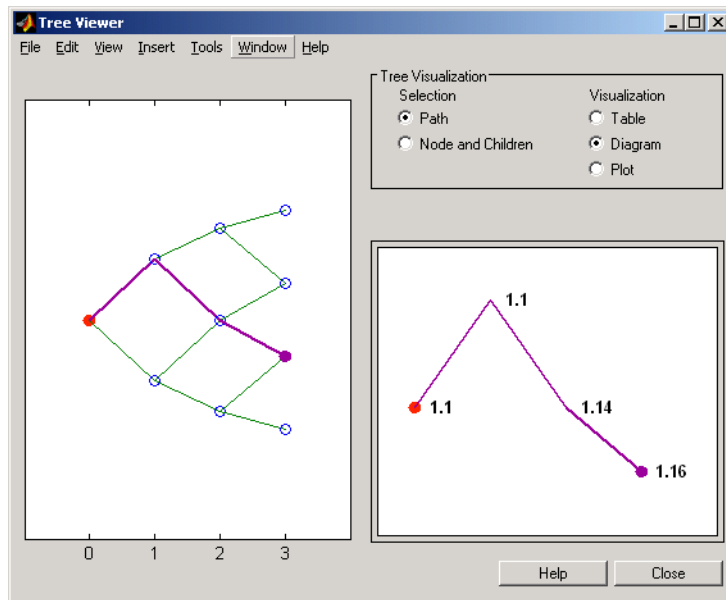 Tree Viewer
File Edit View Insert Tools Window Help
Tree Visualization
Selection Visualization
Path Table
Node and Children Diagram
Plot
1.1
1.1
1.14
1.16
0 1 2 3
Help Close